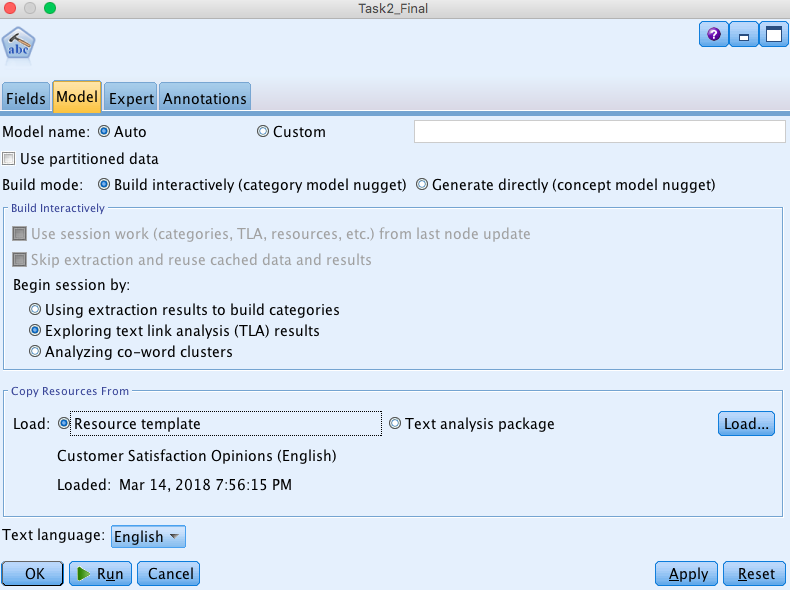 Task2_Final
abc
?
Fields Model Expert Annotations
Model name: Auto Custom
Use partitioned data
Build mode: Build interactively (category model nugget) Generate directly (concept model nugget)
Build Interactively
Use session work (categories, TLA, resources, etc.) from last node update
Skip extraction and reuse cached data and results
Begin session by:
Using extraction results to build categories
Exploring text link analysis (TLA) results
Analyzing co-word clusters
Copy Resources From
Load: Resource template Text analysis package Load...
Customer Satisfaction Opinions (English)
Loaded: Mar 14, 2018 7:56:15 PM
Text language: English
OK Run Cancel Apply Reset